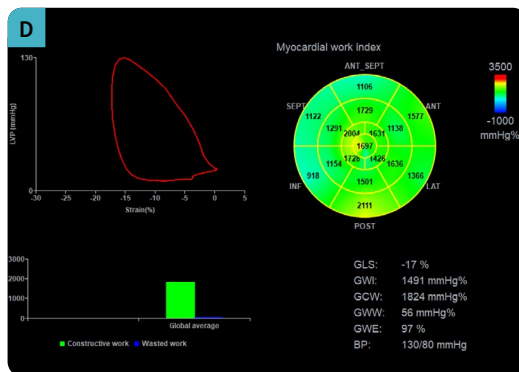 D
Myocardial work index
130
LVP (mmHg)
0
-30 -25 -20 -15 -10 -5 0 5
Strain(%)
ANT_SEPT
SEPT
ANT
INF
LAT
POST
1106
1122
1729
1577
1291
2004
1631
1138
1697
1154
1728
1426
1636
918
1501
1366
2111
3500
-1000
mmHg%
3000
2000
1000
0
Global average
Constructive work Wasted work
GLS: -17 %
GWI: 1491 mmHg%
GCW: 1824 mmHg%
GWW: 56 mmHg%
GWE: 97 %
BP: 130/80 mmHg